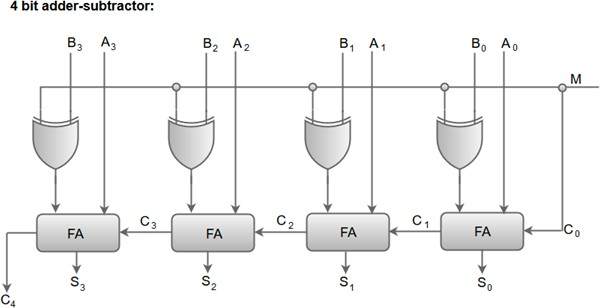 4 bit adder-subtractor:
B₃ A₃ B₂ A₂ B₁ A₁ B₀ A₀
M
C₃ C₂ C₁ C₀
FA FA FA FA
C₄ S₃ S₂ S₁ S₀